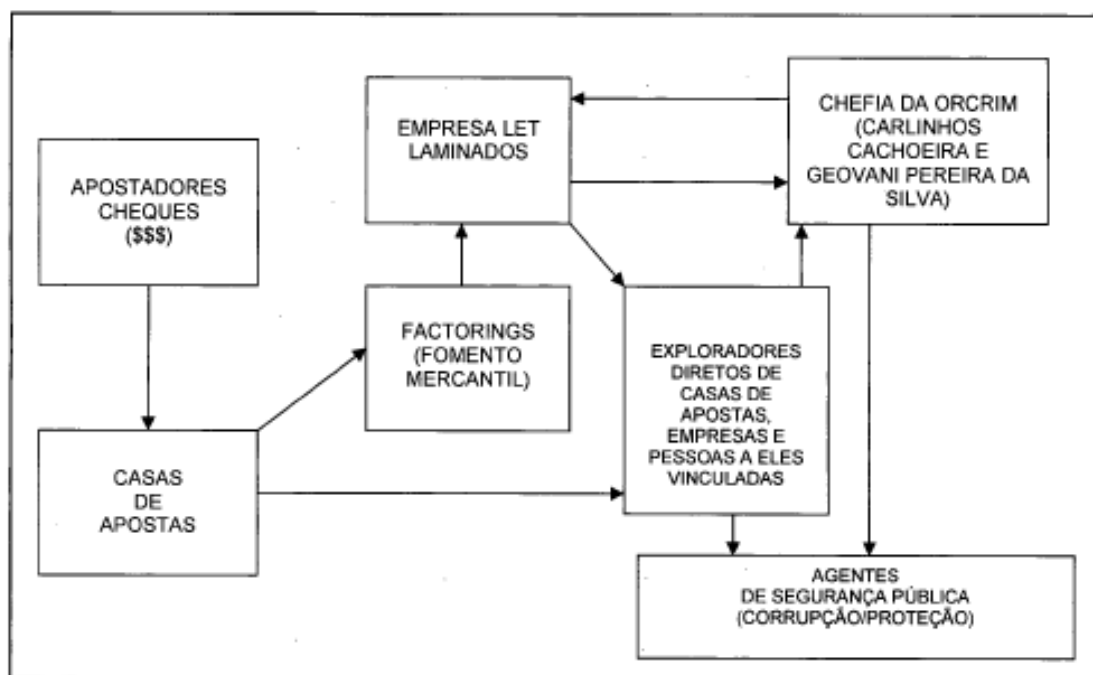 APOSTADORES
CHEQUES
($$$)
EMPRESA LET
LAMINADOS
CHEFIA DA ORCRIM
(CARLINHOS
CACHOEIRA E
GEOVANI PEREIRA DA
SILVA)
FACTORINGS
(FOMENTO
MERCANTIL)
EXPLORADORES
DIRETOS DE
CASAS DE
APOSTAS,
EMPRESAS E
PESSOAS A ELES
VINCULADAS
CASAS
DE
APOSTAS
AGENTES
DE SEGURANÇA PÚBLICA
(CORRUPÇÃO/PROTEÇÃO)